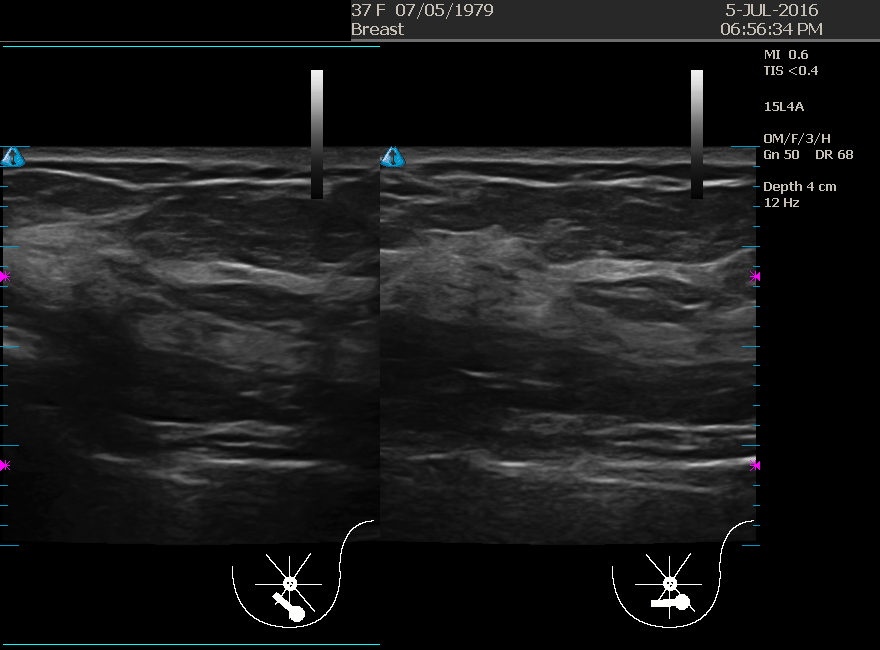 37 F 07/05/1979 5-JUL-2016
Breast 06:56:34 PM
MI 0.6
TIS <0.4
15L4A
OM/F/3/H
Gn 50 DR 68
Depth 4 cm
12 Hz